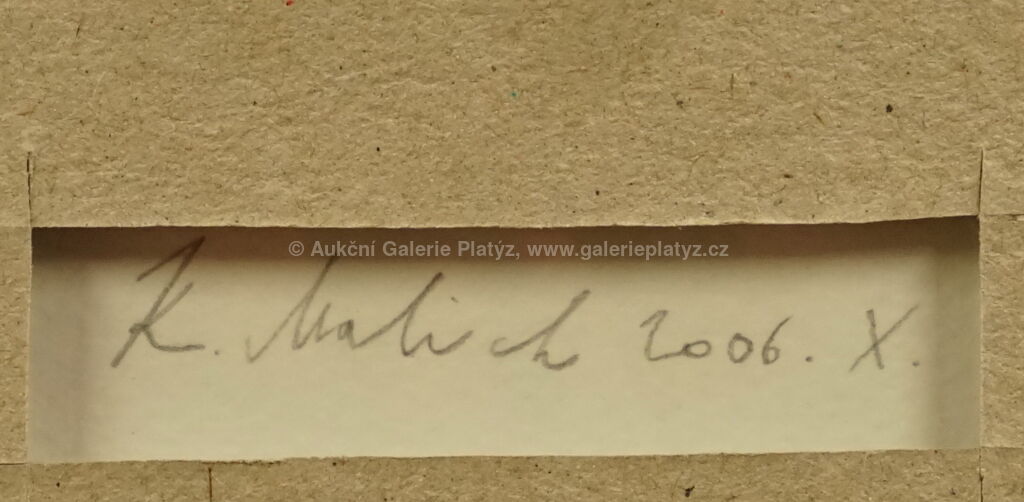 © Aukční Galerie Platýz, www.galerieplatyz.cz
K. Malich 2006. X.